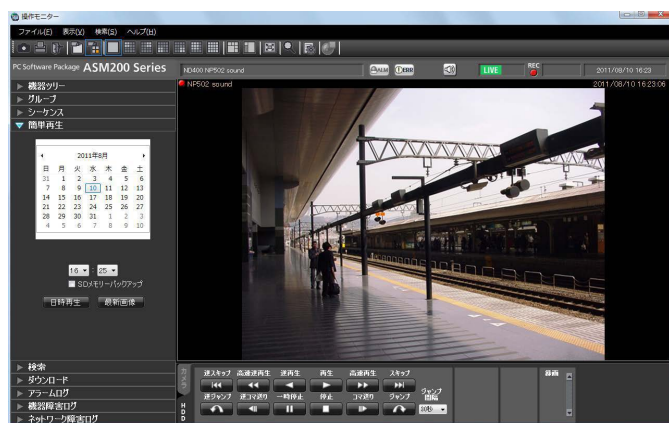 操作モニター
ファイル(F) 表示(V) 検索(S) ヘルプ(H)
PC Software Package ASM200 Series
ND400 NP502 sound
ALM
ERR
LIVE
REC
2011/08/10 16:23
機器ツリー
グループ
シーケンス
簡単再生
NP502 sound
2011/08/10 16:23:06
2011年8月
日 月 火 水 木 金 土
31 1 2 3 4 5 6
7 8 9 10 11 12 13
14 15 16 17 18 19 20
21 22 23 24 25 26 27
28 29 30 31 1 2 3
4 5 6 7 8 9 10
16 : 25
SDメモリーバックアップ
日時再生 最新画像
検索
ダウンロード
アラームログ
機器障害ログ
ネットワーク障害ログ
HDD
逆スキップ 高速逆再生 逆再生 再生 高速再生 スキップ
逆ジャンプ 逆コマ送り 一時停止 停止 コマ送り ジャンプ
ジャンプ間隔
30秒
録画